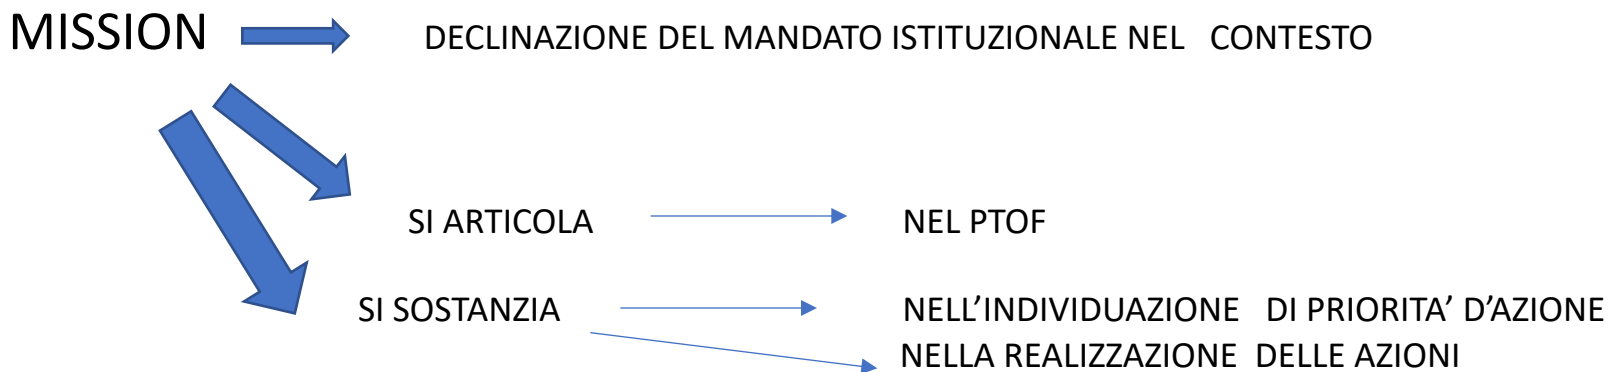 MISSION DECLINAZIONE DEL MANDATO ISTITUZIONALE NEL CONTESTO
SI ARTICOLA NEL PTOF
SI SOSTANZIA NELL’INDIVIDUAZIONE DI PRIORITA’ D’AZIONE
NELLA REALIZZAZIONE DELLE AZIONI